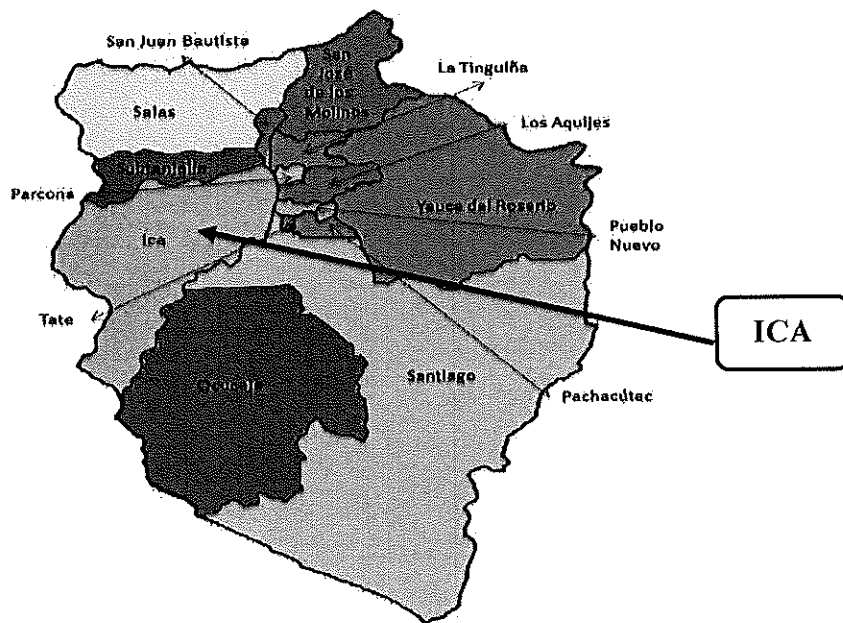 San Juan Bautista
San
José
de los
Molinos
La Tinguiña
Salas
Los Aquijes
Subtanjalla
Parcona
Yauca del Rosario
Ica
Pueblo
Nuevo
Tate
ICA
Ocucaje
Santiago
Pachacutec